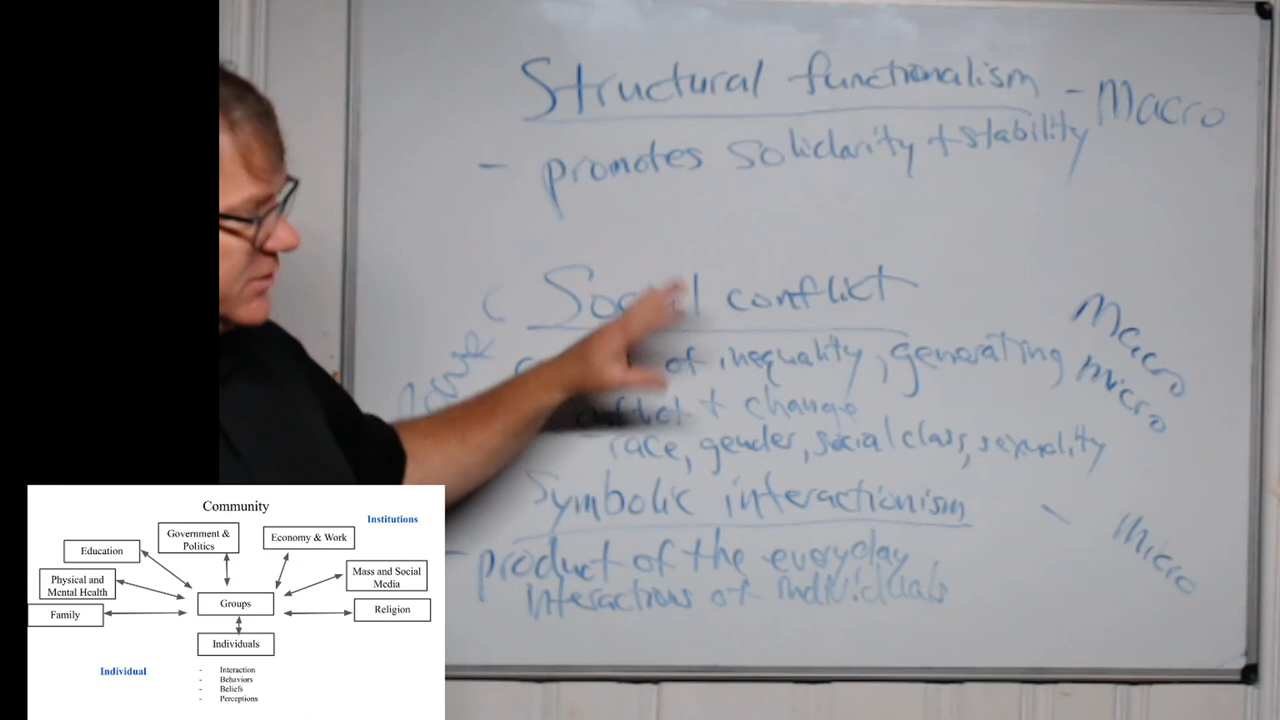 Structural functionalism - Macro
- promotes solidarity + stability
Social conflict
of inequality, generating
+ change
race, gender, social class, sexuality
Macro
micro
Symbolic interactionism
- micro
- product of the everyday
interactions of individuals
Community
Institutions
Government &
Politics
Economy & Work
Education
Physical and
Mental Health
Mass and Social
Media
Groups
Family
Religion
Individuals
Individual
- Interaction
- Behaviors
- Beliefs
- Perceptions